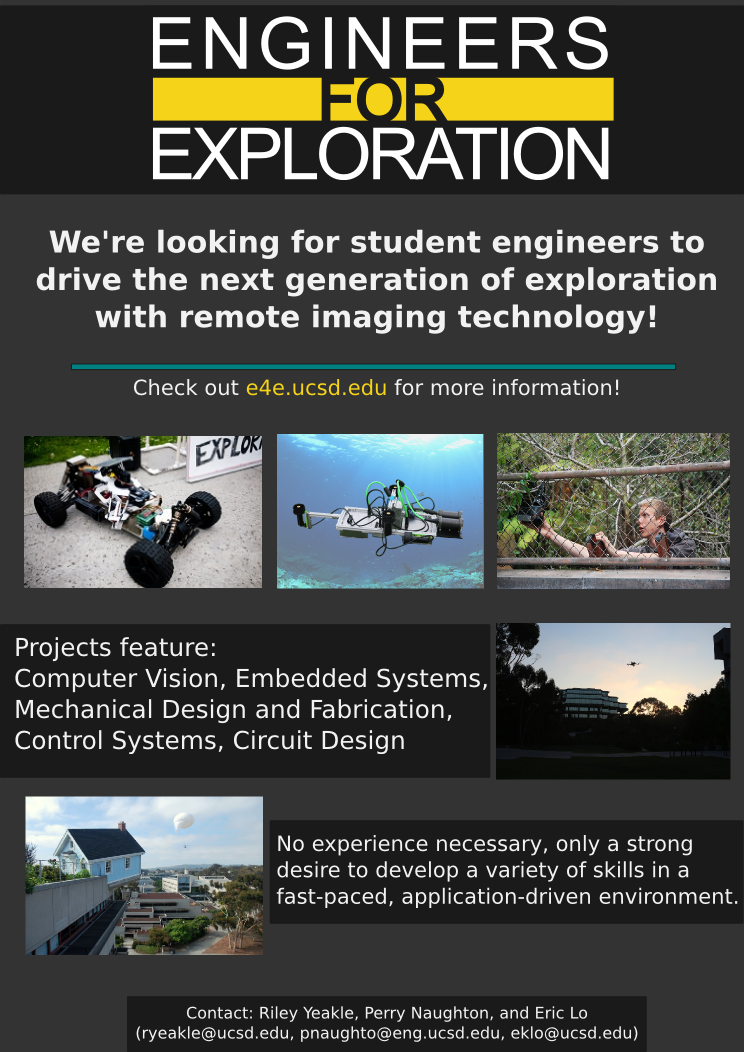 ENGINEERS
FOR
EXPLORATION
We're looking for student engineers to
drive the next generation of exploration
with remote imaging technology!
Check out e4e.ucsd.edu for more information!
EXPLOR
Projects feature:
Computer Vision, Embedded Systems,
Mechanical Design and Fabrication,
Control Systems, Circuit Design
No experience necessary, only a strong
desire to develop a variety of skills in a
fast-paced, application-driven environment.
Contact: Riley Yeakle, Perry Naughton, and Eric Lo
(ryeakle@ucsd.edu, pnaughto@eng.ucsd.edu, eklo@ucsd.edu)